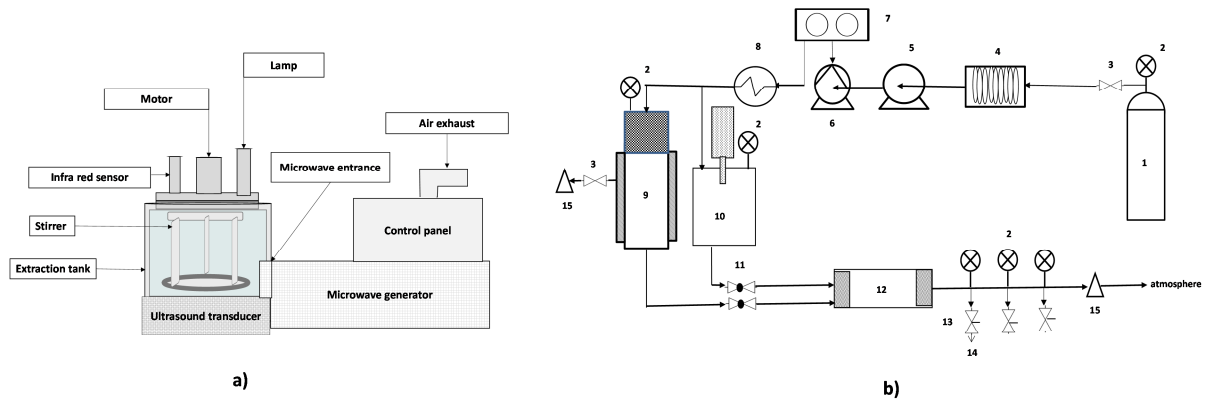 Lamp
Motor
Air exhaust
Microwave entrance
Infra red sensor
Stirrer
Control panel
Extraction tank
Microwave generator
Ultrasound transducer
a)
7
8
5
4
2
3
2
6
1
2
3
15
9
10
2
11
12
13
14
15
atmosphere
b)